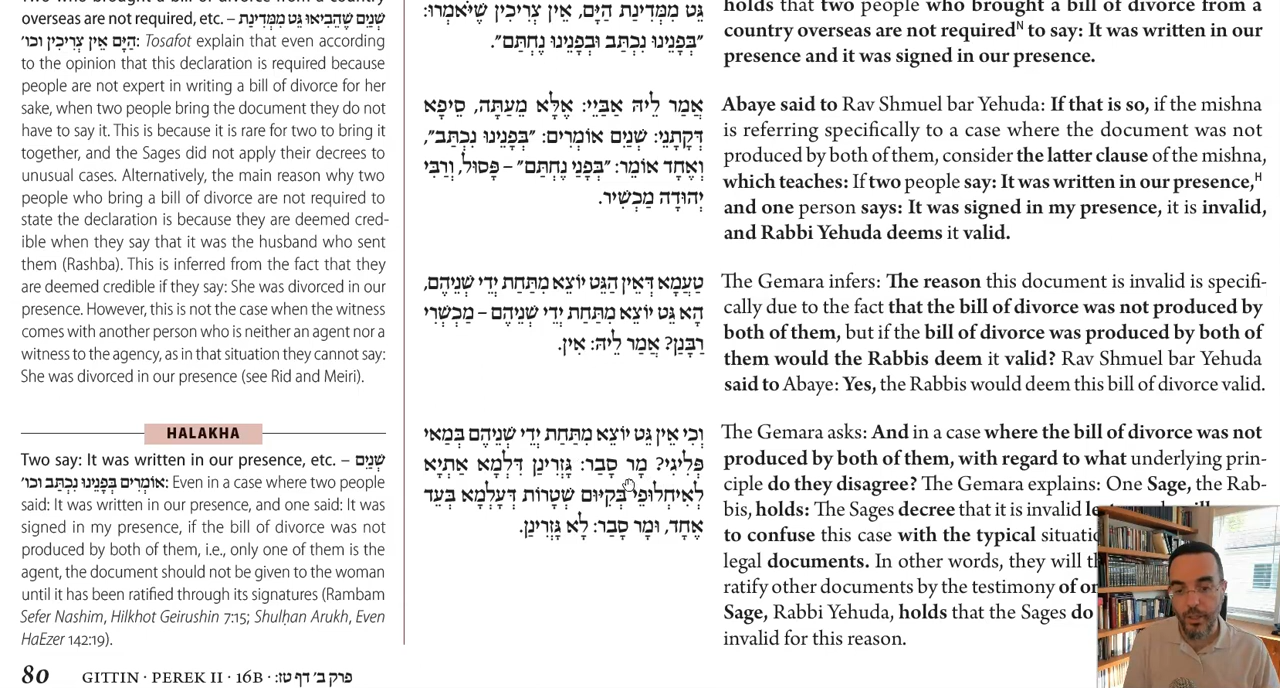 overseas are not required, etc. – שְׁנַיִם שֶׁהֵבִיאוּ גֵּט מִמְּדִינַת
הַיָּם אֵין צְרִיכִין וכו׳: Tosafot explain that even according
to the opinion that this declaration is required because
people are not expert in writing a bill of divorce for her
sake, when two people bring the document they do not
have to say it. This is because it is rare for two to bring it
together, and the Sages did not apply their decrees to
unusual cases. Alternatively, the main reason why two
people who bring a bill of divorce are not required to
state the declaration is because they are deemed cred-
ible when they say that it was the husband who sent
them (Rashba). This is inferred from the fact that they
are deemed credible if they say: She was divorced in our
presence. However, this is not the case when the witness
comes with another person who is neither an agent nor a
witness to the agency, as in that situation they cannot say:
She was divorced in our presence (see Rid and Meiri).
HALAKHA
Two say: It was written in our presence, etc. – שְׁנַיִם
אוֹמְרִים בְּפָנֵינוּ נִכְתַּב וכו׳: Even in a case where two people
said: It was written in our presence, and one said: It was
signed in my presence, if the bill of divorce was not
produced by both of them, i.e., only one of them is the
agent, the document should not be given to the woman
until it has been ratified through its signatures (Rambam
Sefer Nashim, Hilkhot Geirushin 7:15; Shulḥan Arukh, Even
HaEzer 142:19).
גֵּט מִמְּדִינַת הַיָּם, אֵין צְרִיכִין שֶׁיֹּאמְרוּ:
״בְּפָנֵינוּ נִכְתַּב וּבְפָנֵינוּ נֶחְתַּם״.
אֲמַר לֵיהּ אַבַּיֵי: אֶלָּא מֵעַתָּה, סֵיפָא
דְּקָתָנֵי: שְׁנַיִם אוֹמְרִים: ״בְּפָנֵינוּ נִכְתַּב״,
וְאֶחָד אוֹמֵר: ״בְּפָנַי נֶחְתַּם״ – פָּסוּל, וְרַבִּי
יְהוּדָה מַכְשִׁיר.
טַעְמָא דְּאֵין הַגֵּט יוֹצֵא מִתַּחַת יְדֵי שְׁנֵיהֶם,
הָא גֵּט יוֹצֵא מִתַּחַת יְדֵי שְׁנֵיהֶם – מַכְשְׁרִי
רַבָּנַן? אֲמַר לֵיהּ: אִין.
וְכִי אֵין גֵּט יוֹצֵא מִתַּחַת יְדֵי שְׁנֵיהֶם בְּמַאי
פְּלִיגִי? מָר סָבַר: גָּזְרִינַן דִּלְמָא אָתְיָא
לְאִיחַלּוּפֵי בְּקִיּוּם שְׁטָרוֹת דְּעָלְמָא בְּעֵד
אֶחָד, וּמָר סָבַר: לָא גָּזְרִינַן.
holds that two people who brought a bill of divorce from a
country overseas are not requiredN to say: It was written in our
presence and it was signed in our presence.
Abaye said to Rav Shmuel bar Yehuda: If that is so, if the mishna
is referring specifically to a case where the document was not
produced by both of them, consider the latter clause of the mishna,
which teaches: If two people say: It was written in our presence,H
and one person says: It was signed in my presence, it is invalid,
and Rabbi Yehuda deems it valid.
The Gemara infers: The reason this document is invalid is specifi-
cally due to the fact that the bill of divorce was not produced by
both of them, but if the bill of divorce was produced by both of
them would the Rabbis deem it valid? Rav Shmuel bar Yehuda
said to Abaye: Yes, the Rabbis would deem this bill of divorce valid.
The Gemara asks: And in a case where the bill of divorce was not
produced by both of them, with regard to what underlying prin-
ciple do they disagree? The Gemara explains: One Sage, the Rab-
bis, holds: The Sages decree that it is invalid
to confuse this case with the typical
legal documents. In other words, they will
ratify other documents by the testimony
Sage, Rabbi Yehuda, holds that the Sages do
invalid for this reason.
80 GITTIN · PEREK II · 16B · פרק ב׳ דף טז: